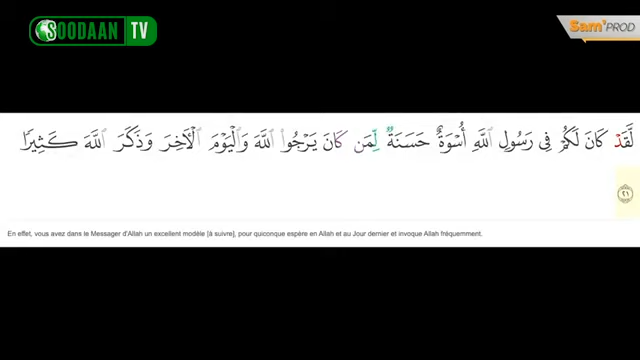 SOODAAN TV
Sam'PROD
لَّقَدْ كَانَ لَكُمْ فِى رَسُولِ ٱللَّهِ أُسْوَةٌ حَسَنَةٌ لِّمَن كَانَ يَرْجُوا۟ ٱللَّهَ وَٱلْيَوْمَ ٱلْـَٔاخِرَ وَذَكَرَ ٱللَّهَ كَثِيرًا
٢١
En effet, vous avez dans le Messager d'Allah un excellent modèle [à suivre], pour quiconque espère en Allah et au Jour dernier et invoque Allah fréquemment.